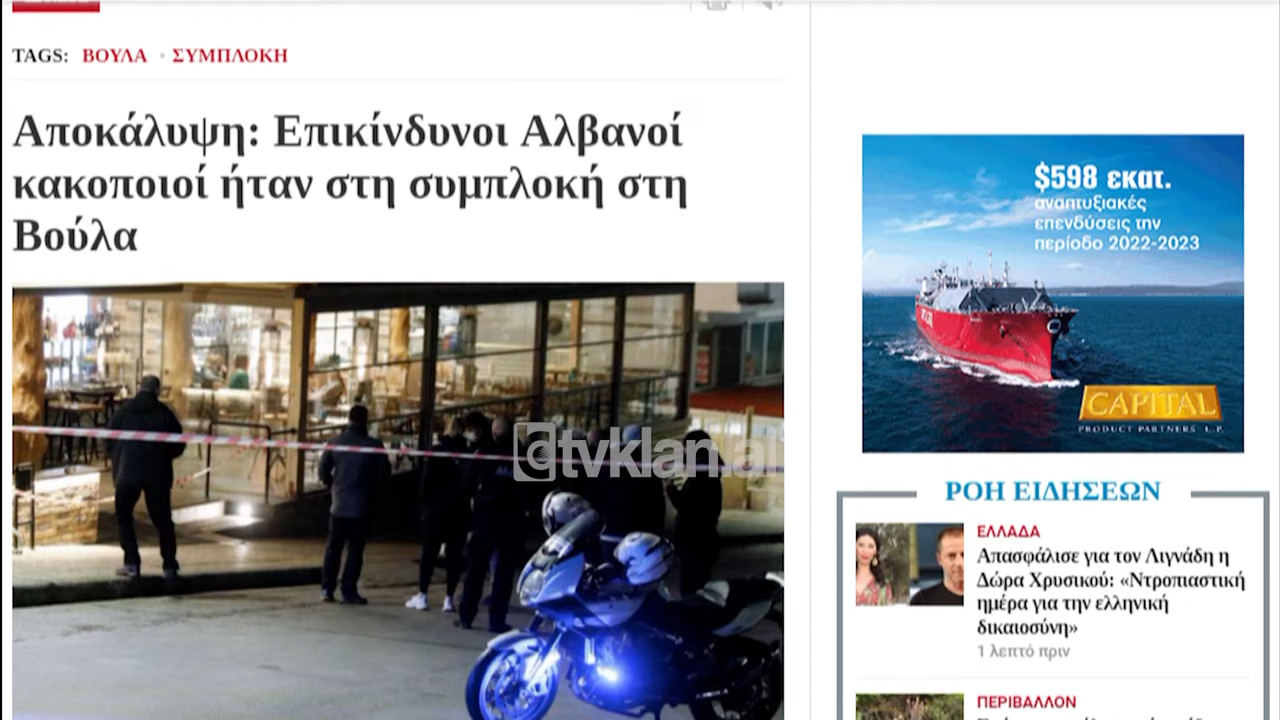 TAGS: ΒΟΥΛΑ • ΣΥΜΠΛΟΚΗ
Αποκάλυψη: Επικίνδυνοι Αλβανοί
κακοποιοί ήταν στη συμπλοκή στη
Βούλα
tvklan.al
$598 εκατ.
αναπτυξιακές
επενδύσεις την
περίοδο 2022-2023
CAPITAL
PRODUCT PARTNERS L.P.
ΡΟΗ ΕΙΔΗΣΕΩΝ
ΕΛΛΑΔΑ
Απασφάλισε για τον Λιγνάδη η
Δώρα Χρυσικού: «Ντροπιαστική
ημέρα για την ελληνική
δικαιοσύνη»
1 λεπτό πριν
ΠΕΡΙΒΑΛΛΟΝ